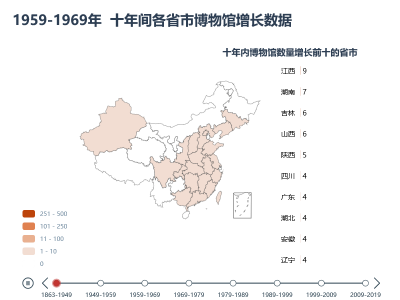 1959-1969年 十年间各省市博物馆增长数据
十年内博物馆数量增长前十的省市
江西 9
湖南 7
吉林 6
山西 6
陕西 5
四川 4
广东 4
湖北 4
安徽 4
辽宁 4
251 - 500
101 - 250
11 - 100
1 - 10
0
1863-1949 1949-1959 1959-1969 1969-1979 1979-1989 1989-1999 1999-2009 2009-2019